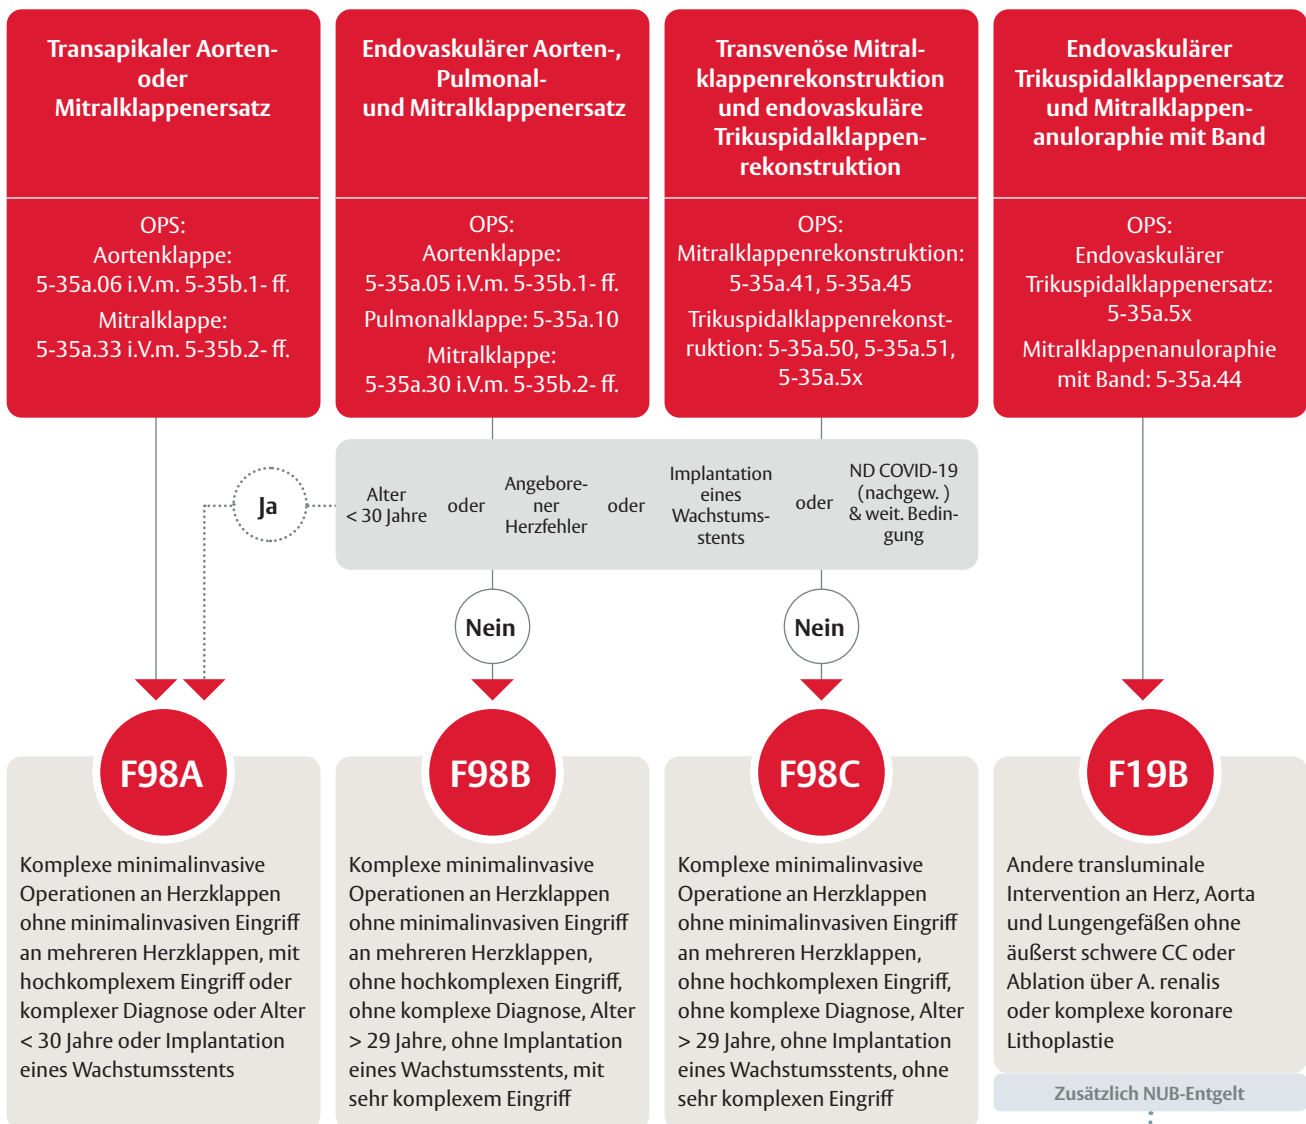 Transapikaler Aorten-
oder
Mitralklappenersatz
OPS:
Aortenklappe:
5-35a.06 i.V.m. 5-35b.1- ff.
Mitralklappe:
5-35a.33 i.V.m. 5-35b.2- ff.
Endovaskulärer Aorten-,
Pulmonal-
und Mitralklappenersatz
OPS:
Aortenklappe:
5-35a.05 i.V.m. 5-35b.1- ff.
Pulmonalklappe: 5-35a.10
Mitralklappe:
5-35a.30 i.V.m. 5-35b.2- ff.
Transvenöse Mitral-
klappenrekonstruktion
und endovaskuläre
Trikuspidalklappen-
rekonstruktion
OPS:
Mitralklappenrekonstruktion:
5-35a.41, 5-35a.45
Trikuspidalklappenrekonst-
ruktion: 5-35a.50, 5-35a.51,
5-35a.5x
Endovaskulärer
Trikuspidalklappenersatz
und Mitralklappen-
anuloraphie mit Band
OPS:
Endovaskulärer
Trikuspidalklappenersatz:
5-35a.5x
Mitralklappenanuloraphie
mit Band: 5-35a.44
Ja
Alter
< 30 Jahre
oder
Angebore-
ner
Herzfehler
oder
Implantation
eines
Wachstums-
stents
oder
ND COVID-19
(nachgew. )
& weit. Bedin-
gung
Nein
Nein
F98A
Komplexe minimalinvasive
Operationen an Herzklappen
ohne minimalinvasiven Eingriff
an mehreren Herzklappen, mit
hochkomplexem Eingriff oder
komplexer Diagnose oder Alter
< 30 Jahre oder Implantation
eines Wachstumsstents
F98B
Komplexe minimalinvasive
Operationen an Herzklappen
ohne minimalinvasiven Eingriff
an mehreren Herzklappen,
ohne hochkomplexen Eingriff,
ohne komplexe Diagnose, Alter
> 29 Jahre, ohne Implantation
eines Wachstumsstents, mit
sehr komplexem Eingriff
F98C
Komplexe minimalinvasive
Operatione an Herzklappen
ohne minimalinvasiven Eingriff
an mehreren Herzklappen,
ohne hochkomplexen Eingriff,
ohne komplexe Diagnose, Alter
> 29 Jahre, ohne Implantation
eines Wachstumsstents, ohne
sehr komplexen Eingriff
F19B
Andere transluminale
Intervention an Herz, Aorta
und Lungengefäßen ohne
äußerst schwere CC oder
Ablation über A. renalis
oder komplexe koronare
Lithoplastie
Zusätzlich NUB-Entgelt